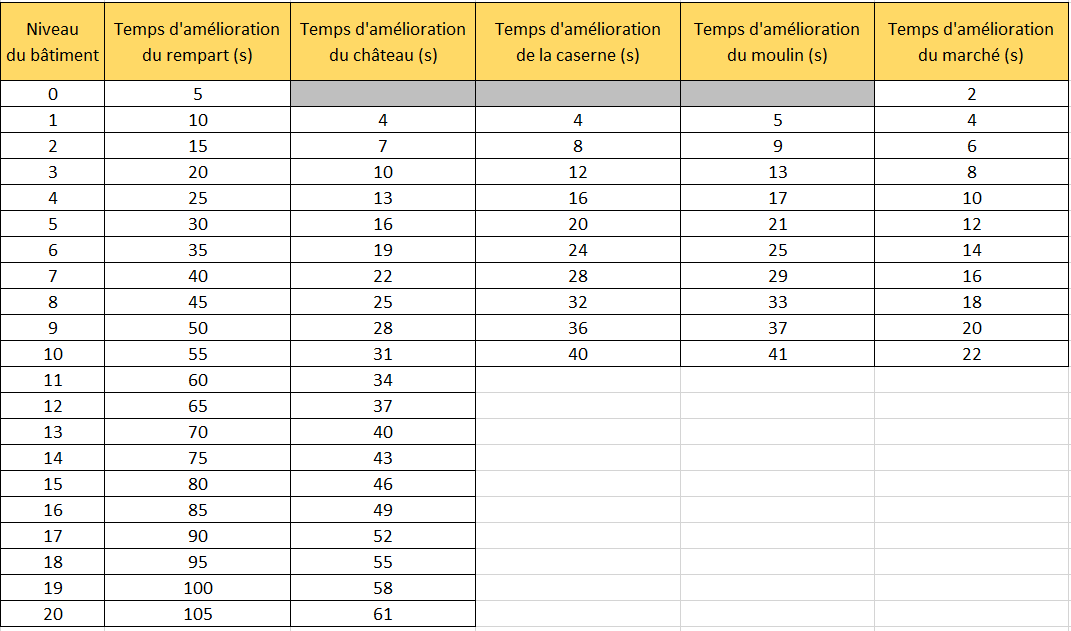 Niveau du bâtiment Temps d'amélioration du rempart (s) Temps d'amélioration du château (s) Temps d'amélioration de la caserne (s) Temps d'amélioration du moulin (s) Temps d'amélioration du marché (s)
0 5 2
1 10 4 4 5 4
2 15 7 8 9 6
3 20 10 12 13 8
4 25 13 16 17 10
5 30 16 20 21 12
6 35 19 24 25 14
7 40 22 28 29 16
8 45 25 32 33 18
9 50 28 36 37 20
10 55 31 40 41 22
11 60 34
12 65 37
13 70 40
14 75 43
15 80 46
16 85 49
17 90 52
18 95 55
19 100 58
20 105 61